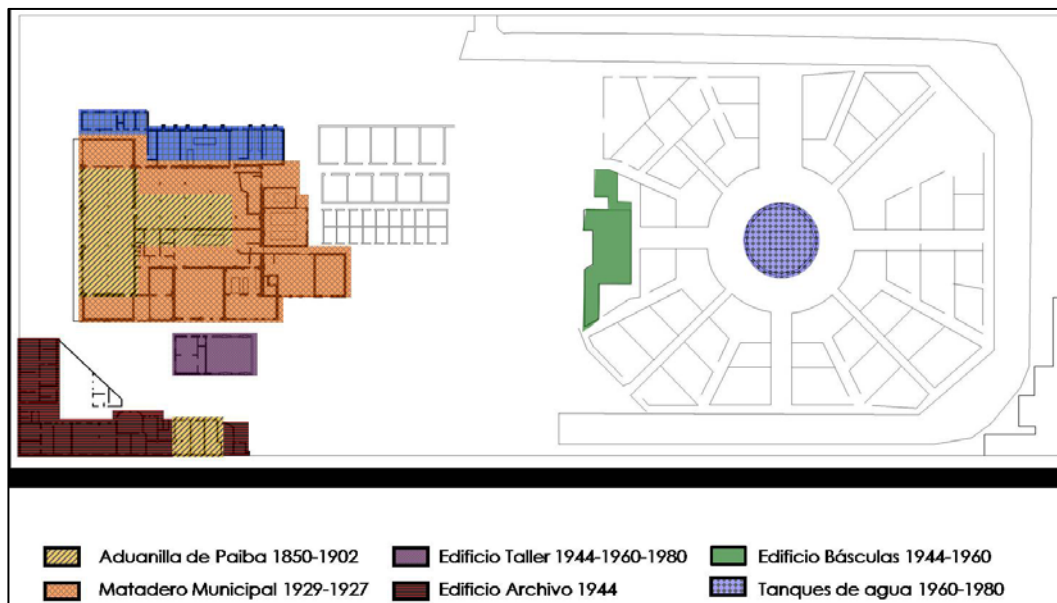 Aduanilla de Paiba 1850-1902
Edificio Taller 1944-1960-1980
Edificio Básculas 1944-1960
Matadero Municipal 1929-1927
Edificio Archivo 1944
Tanques de agua 1960-1980